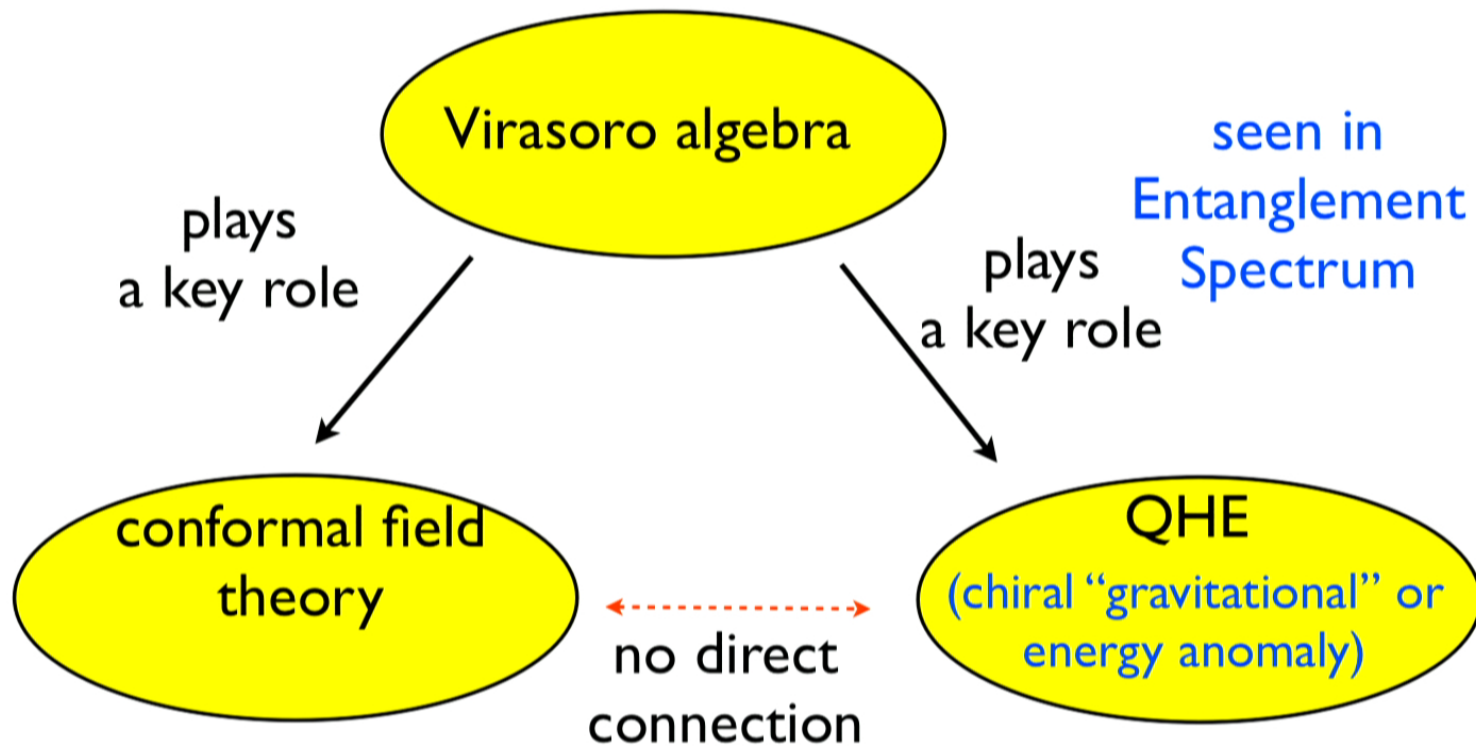 Virasoro algebra
plays
a key role
plays
a key role
seen in
Entanglement
Spectrum
conformal field
theory
no direct
connection
QHE
(chiral “gravitational” or
energy anomaly)